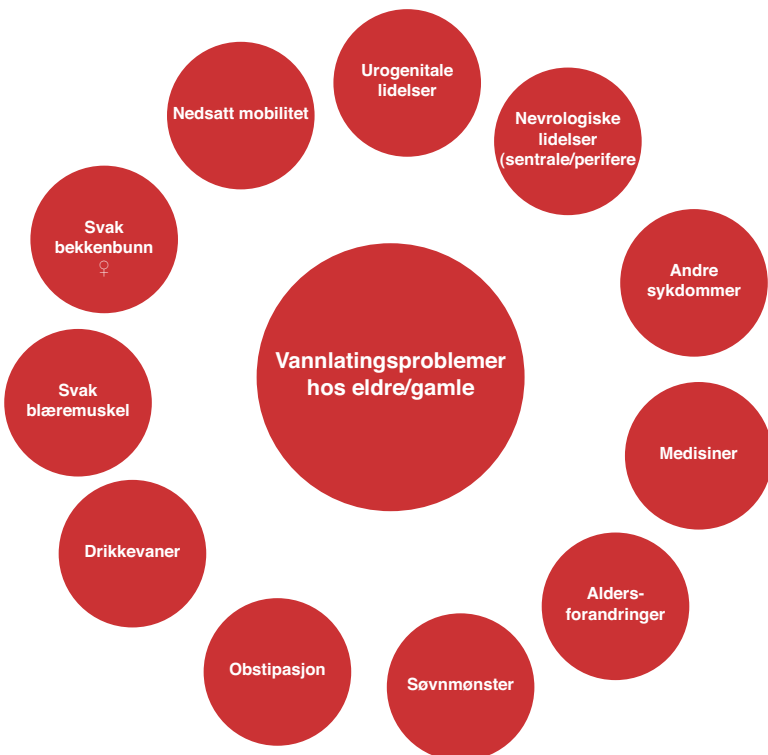 Urogenitale
lidelser
Nevrologiske
lidelser
(sentrale/perifere
Andre
sykdommer
Medisiner
Alders-
forandringer
Søvnmønster
Obstipasjon
Drikkevaner
Svak
blæremuskel
Svak
bekkenbunn
♀
Nedsatt mobilitet
Vannlatingsproblemer
hos eldre/gamle